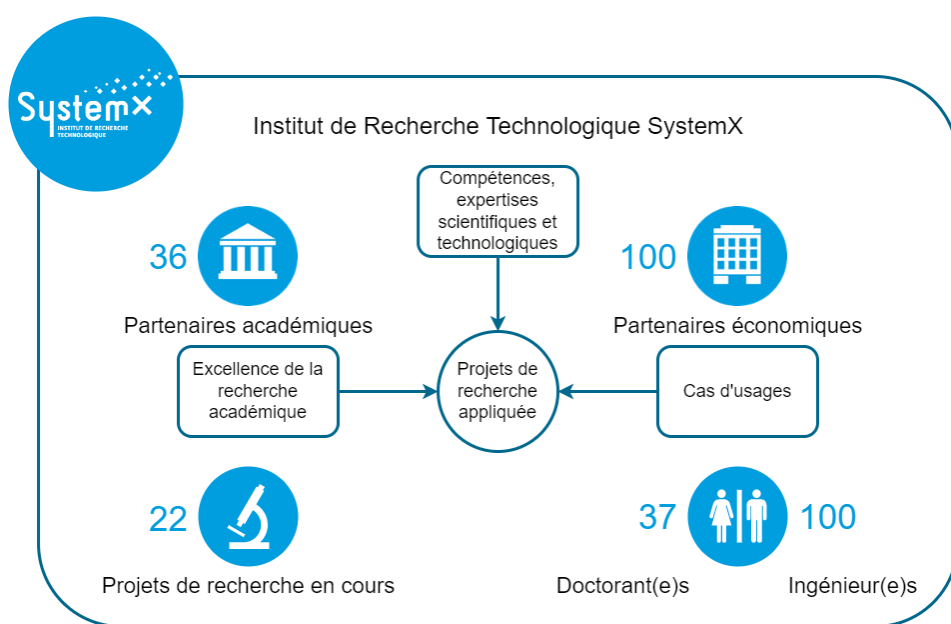 SystemX
INSTITUT DE RECHERCHE
TECHNOLOGIQUE
Institut de Recherche Technologique SystemX
Compétences,
expertises
scientifiques et
technologiques
36
Partenaires académiques
100
Partenaires économiques
Excellence de la
recherche
académique
Projets de
recherche
appliquée
Cas d'usages
22
Projets de recherche en cours
37
100
Doctorant(e)s
Ingénieur(e)s